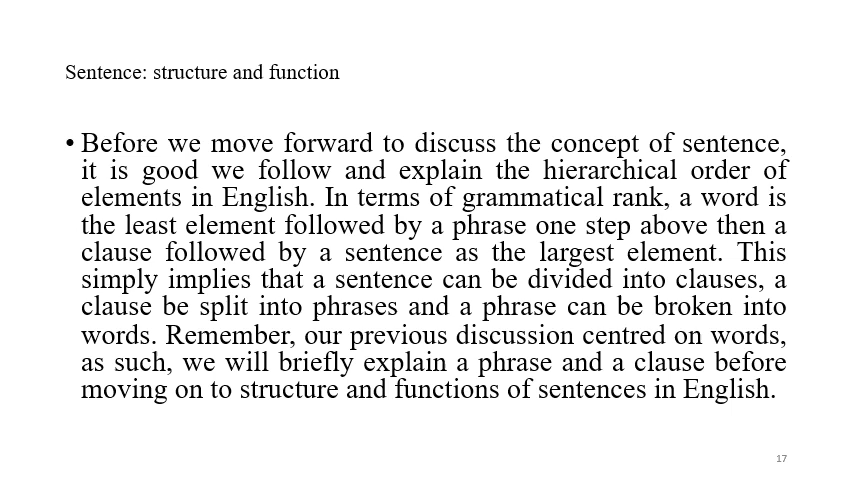 Sentence: structure and function
• Before we move forward to discuss the concept of sentence,
it is good we follow and explain the hierarchical order of
elements in English. In terms of grammatical rank, a word is
the least element followed by a phrase one step above then a
clause followed by a sentence as the largest element. This
simply implies that a sentence can be divided into clauses, a
clause be split into phrases and a phrase can be broken into
words. Remember, our previous discussion centred on words,
as such, we will briefly explain a phrase and a clause before
moving on to structure and functions of sentences in English.
17